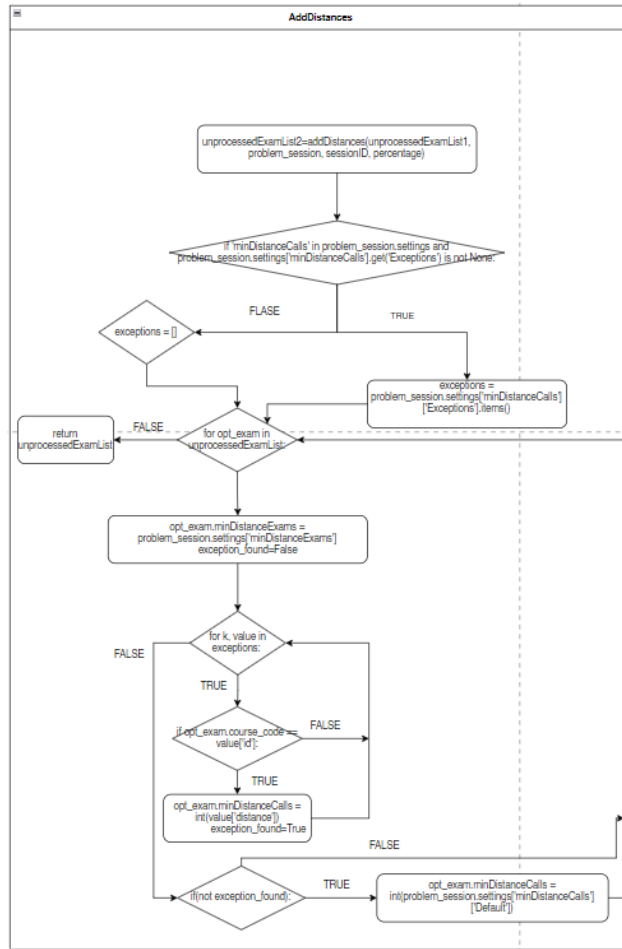 AddDistances
unprocessedExamList2=addDistances(unprocessedExamList1,
problem_session, sessionID, percentage)
if 'minDistanceCalls' in problem_session.settings and
problem_session.settings['minDistanceCalls'].get('Exceptions') is not None:
FLASE
TRUE
exceptions = []
exceptions =
problem_session.settings['minDistanceCalls']
['Exceptions'].items()
return
unprocessedExamList
FALSE
for opt_exam in
unprocessedExamList:
opt_exam.minDistanceExams =
problem_session.settings['minDistanceExams']
exception_found=False
for k, value in
exceptions:
FALSE
TRUE
if opt_exam.course_code ==
value['id']:
FALSE
TRUE
opt_exam.minDistanceCalls =
int(value['distance'])
exception_found=True
FALSE
if(not exception_found):
TRUE
opt_exam.minDistanceCalls =
int(problem_session.settings['minDistanceCalls']
['Default'])